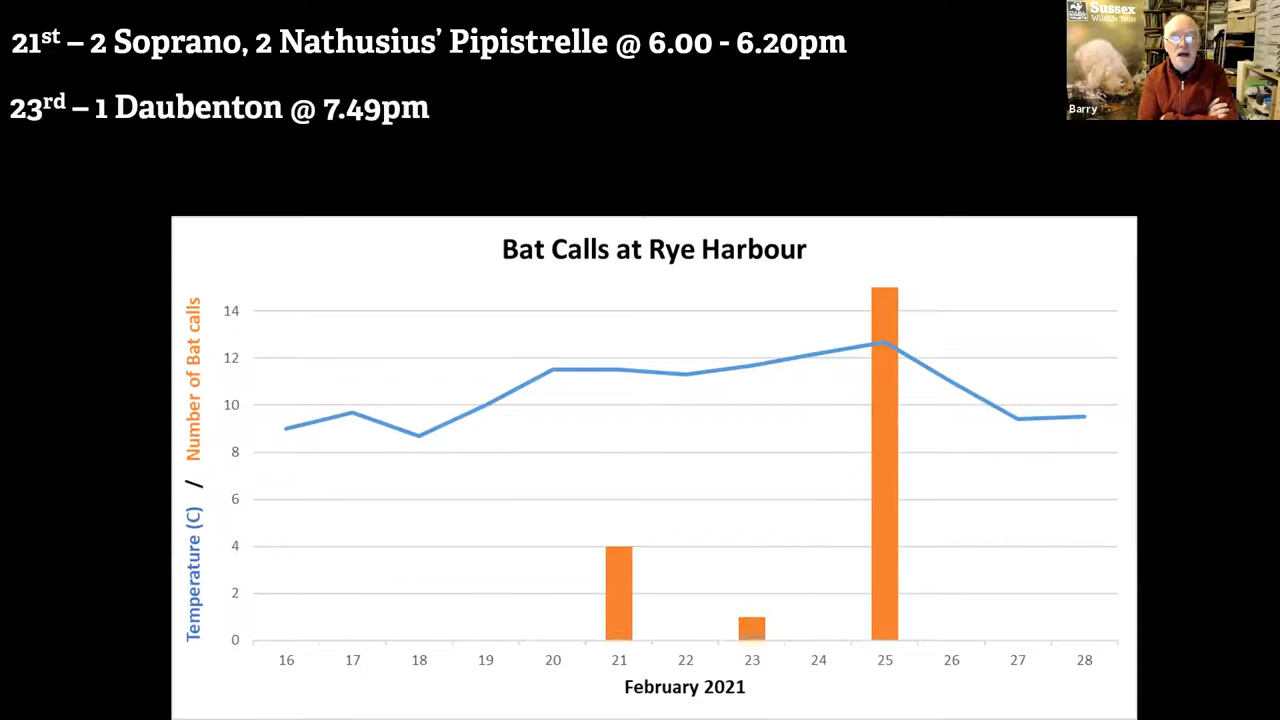 21st – 2 Soprano, 2 Nathusius’ Pipistrelle @ 6.00 - 6.20pm
23rd – 1 Daubenton @ 7.49pm
Sussex
Wildlife Trust
Barry
Bat Calls at Rye Harbour
Temperature (C) / Number of Bat calls
14
12
10
8
6
4
2
0
16 17 18 19 20 21 22 23 24 25 26 27 28
February 2021